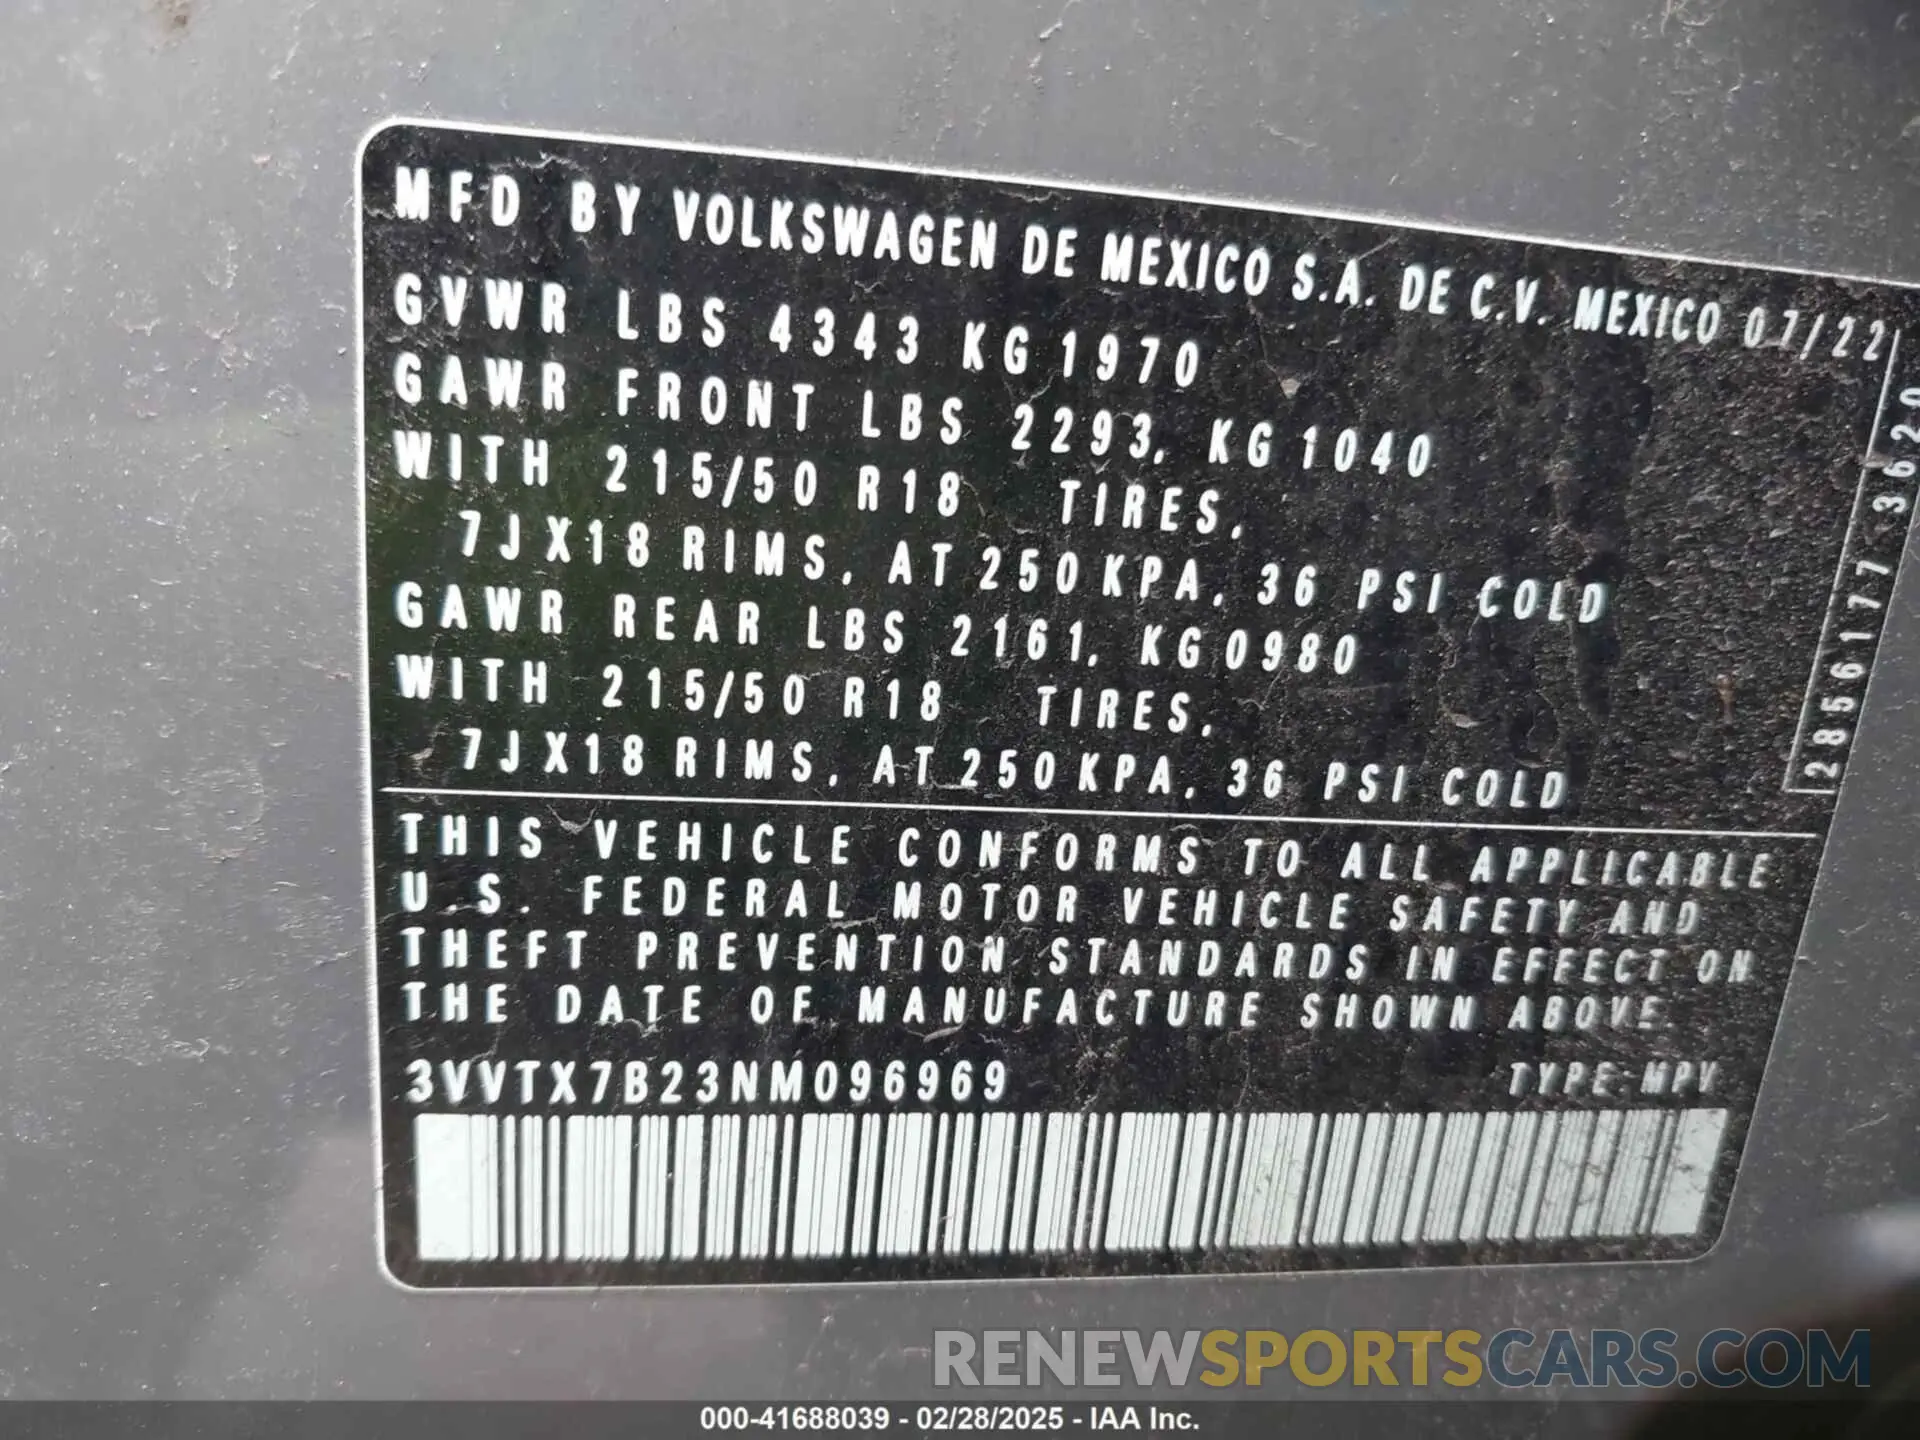 MFD BY VOLKSWAGEN DE MEXICO S.A. DE C.V. MEXICO 07/22
GVWR LBS 4343 KG 1970
GAWR FRONT LBS 2293, KG 1040
WITH 215/50 R18 TIRES,
7JX18 RIMS, AT 250 KPA, 36 PSI COLD
GAWR REAR LBS 2161, KG 0980
WITH 215/50 R18 TIRES,
7JX18 RIMS, AT 250 KPA, 36 PSI COLD
2856177 3620
THIS VEHICLE CONFORMS TO ALL APPLICABLE
U.S. FEDERAL MOTOR VEHICLE SAFETY AND
THEFT PREVENTION STANDARDS IN EFFECT ON
THE DATE OF MANUFACTURE SHOWN ABOVE.
3VVTX7B23NM096969 TYPE: MPV
RENEWSPORTSCARS.COM
000-41688039 - 02/28/2025 - IAA Inc.